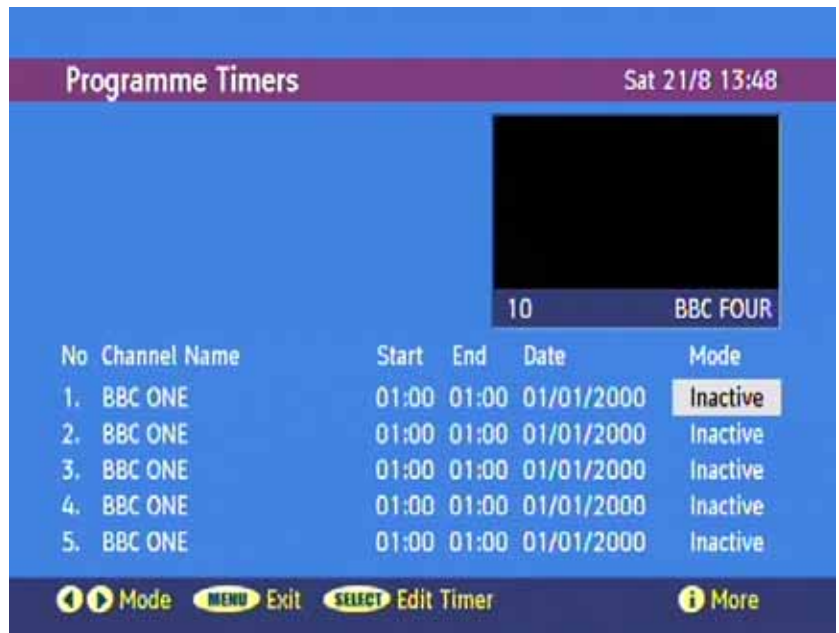 Programme Timers Sat 21/8 13:48
10 BBC FOUR
No Channel Name Start End Date Mode
1. BBC ONE 01:00 01:00 01/01/2000 Inactive
2. BBC ONE 01:00 01:00 01/01/2000 Inactive
3. BBC ONE 01:00 01:00 01/01/2000 Inactive
4. BBC ONE 01:00 01:00 01/01/2000 Inactive
5. BBC ONE 01:00 01:00 01/01/2000 Inactive
Mode MENU Exit SELECT Edit Timer i More